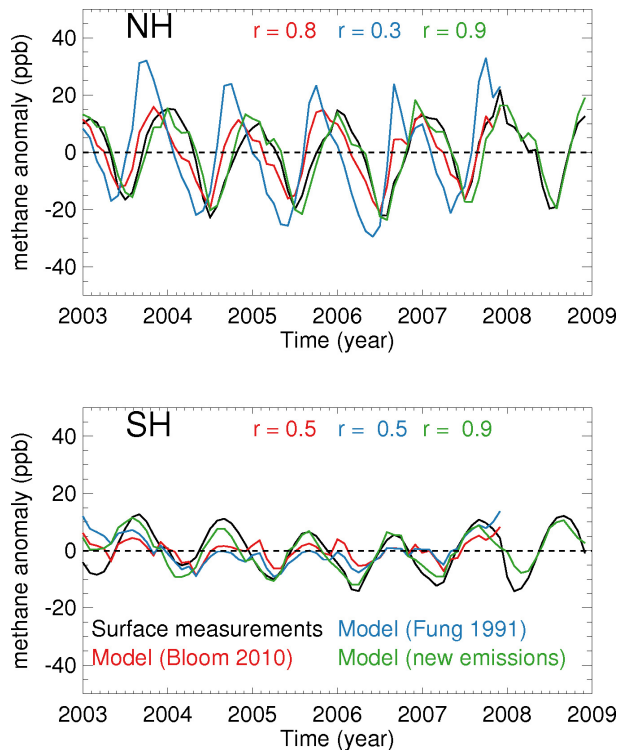 NH
r = 0.8 r = 0.3 r = 0.9
methane anomaly (ppb)
40
20
0
-20
-40
2003 2004 2005 2006 2007 2008 2009
Time (year)
SH
r = 0.5 r = 0.5 r = 0.9
methane anomaly (ppb)
40
20
0
-20
-40
Surface measurements Model (Fung 1991)
Model (Bloom 2010) Model (new emissions)
2003 2004 2005 2006 2007 2008 2009
Time (year)